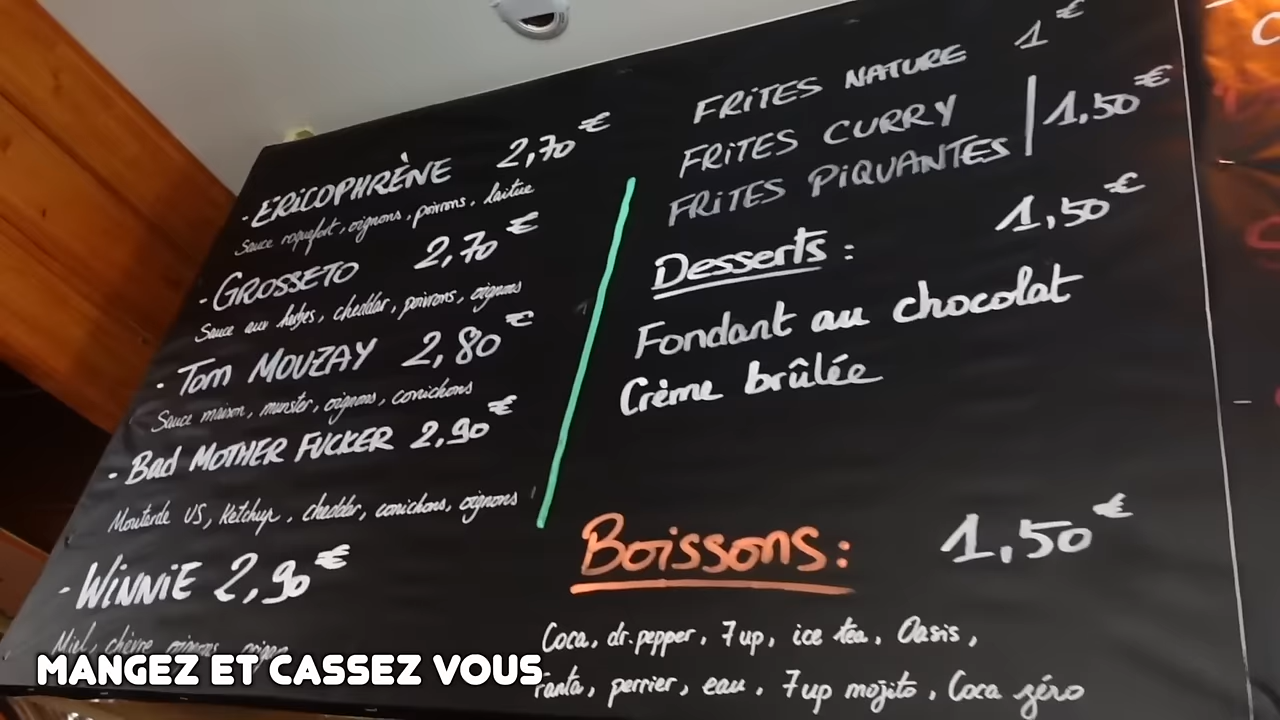 - ERICOPHRÈNE 2,70€
Sauce roquefort, oignons, poivrons, laitue
- GROSSETO 2,70€
Sauce aux herbes, cheddar, poivrons, oignons
- Tom MOUZAY 2,80€
Sauce maison, munster, oignons, cornichons
- Bad MOTHER FUCKER 2,90€
Moutarde US, Ketchup, cheddar, cornichons, oignons
- WINNIE 2,90€
Miel, chèvre, oignons,
FRITES NATURE 1€
FRITES CURRY
FRITES PIQUANTES 1,50€
Desserts : 1,50€
Fondant au chocolat
Crème brûlée
Boissons : 1,50€
Coca, dr. pepper, 7up, ice tea, Oasis,
Fanta, perrier, eau, 7up mojito, Coca zéro
MANGEZ ET CASSEZ VOUS